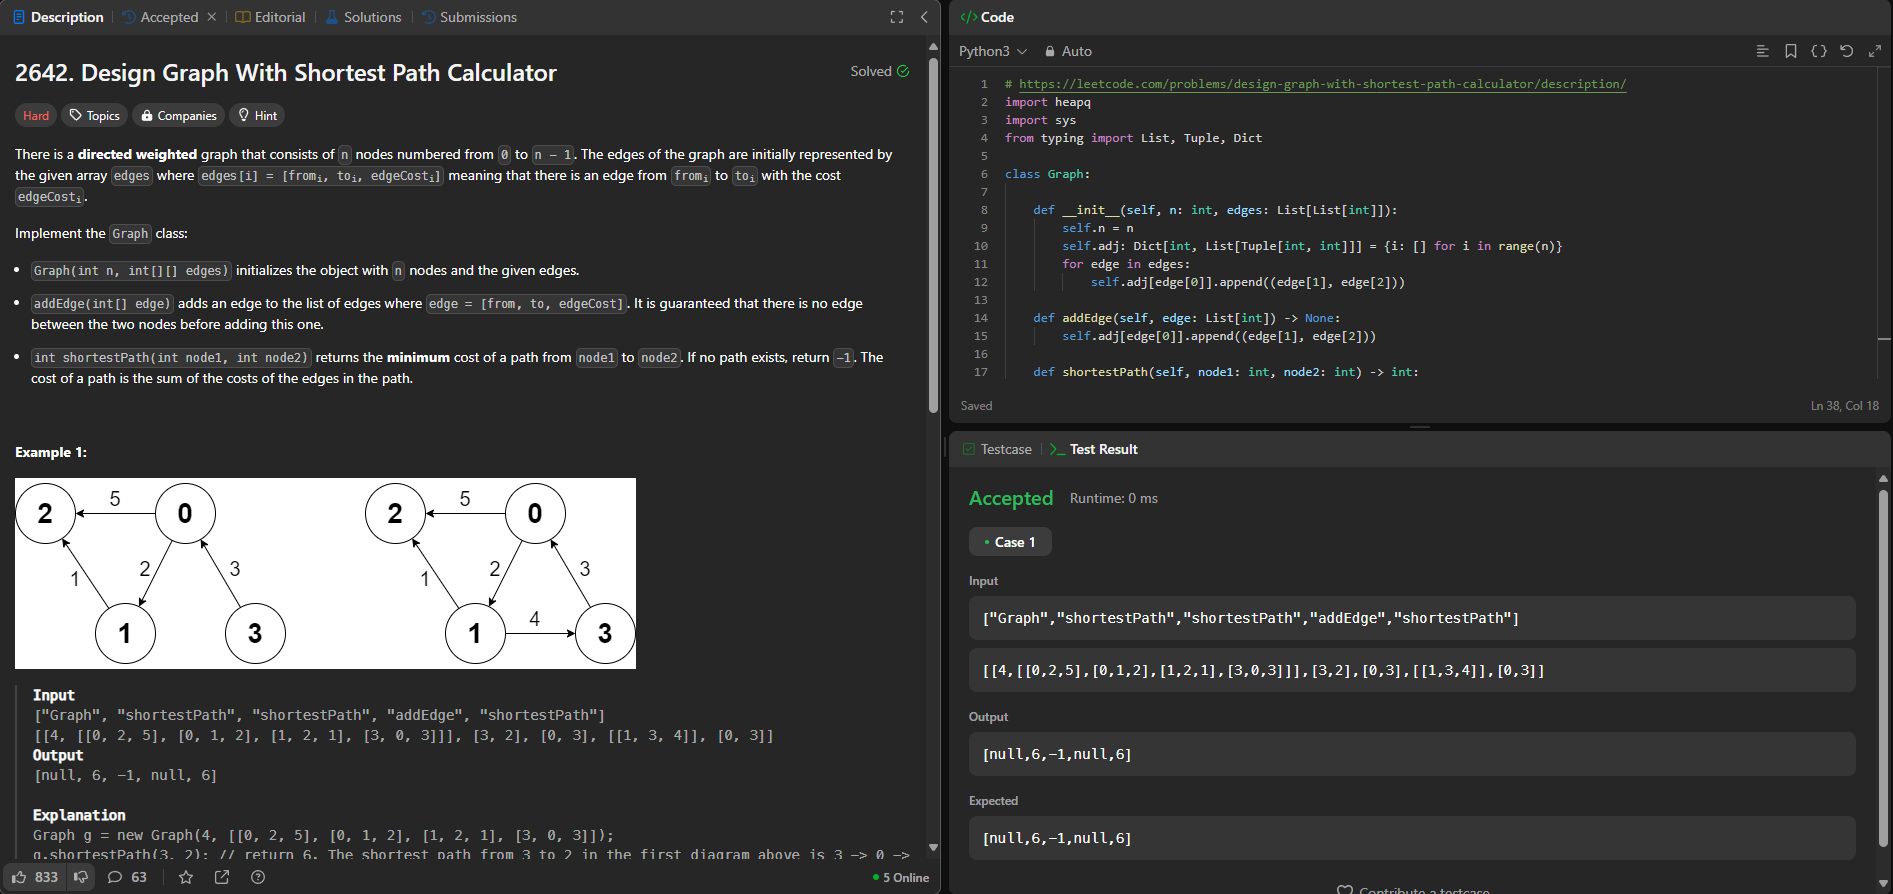 Description
Accepted
Editorial
Solutions
Submissions
2642. Design Graph With Shortest Path Calculator
Solved
Hard
Topics
Companies
Hint
There is a directed weighted graph that consists of n nodes numbered from 0 to n - 1. The edges of the graph are initially represented by
the given array edges where edges[i] = [fromᵢ, toᵢ, edgeCostᵢ] meaning that there is an edge from fromᵢ to toᵢ with the cost
edgeCostᵢ.
Implement the Graph class:
• Graph(int n, int[][] edges) initializes the object with n nodes and the given edges.
• addEdge(int[] edge) adds an edge to the list of edges where edge = [from, to, edgeCost]. It is guaranteed that there is no edge
between the two nodes before adding this one.
• int shortestPath(int node1, int node2) returns the minimum cost of a path from node1 to node2. If no path exists, return -1. The
cost of a path is the sum of the costs of the edges in the path.
Example 1:
2 5 0
1 2 3
1 3
2 5 0
1 2 3
1 4 3
Input
["Graph", "shortestPath", "shortestPath", "addEdge", "shortestPath"]
[[4, [[0, 2, 5], [0, 1, 2], [1, 2, 1], [3, 0, 3]]], [3, 2], [0, 3], [[1, 3, 4]], [0, 3]]
Output
[null, 6, -1, null, 6]
Explanation
Graph g = new Graph(4, [[0, 2, 5], [0, 1, 2], [1, 2, 1], [3, 0, 3]]);
g.shortestPath(3, 2); // return 6. The shortest path from 3 to 2 in the first diagram above is 3 -> 0 ->
833
63
5 Online
</> Code
Python3
Auto
1 # https://leetcode.com/problems/design-graph-with-shortest-path-calculator/description/
2 import heapq
3 import sys
4 from typing import List, Tuple, Dict
5
6 class Graph:
7
8     def __init__(self, n: int, edges: List[List[int]]):
9         self.n = n
10         self.adj: Dict[int, List[Tuple[int, int]]] = {i: [] for i in range(n)}
11         for edge in edges:
12             self.adj[edge[0]].append((edge[1], edge[2]))
13
14     def addEdge(self, edge: List[int]) -> None:
15         self.adj[edge[0]].append((edge[1], edge[2]))
16
17     def shortestPath(self, node1: int, node2: int) -> int:
Saved
Ln 38, Col 18
Testcase
>_ Test Result
Accepted
Runtime: 0 ms
• Case 1
Input
["Graph","shortestPath","shortestPath","addEdge","shortestPath"]
[[4,[[0,2,5],[0,1,2],[1,2,1],[3,0,3]]],[3,2],[0,3],[[1,3,4]],[0,3]]
Output
[null,6,-1,null,6]
Expected
[null,6,-1,null,6]
Contribute a testcase